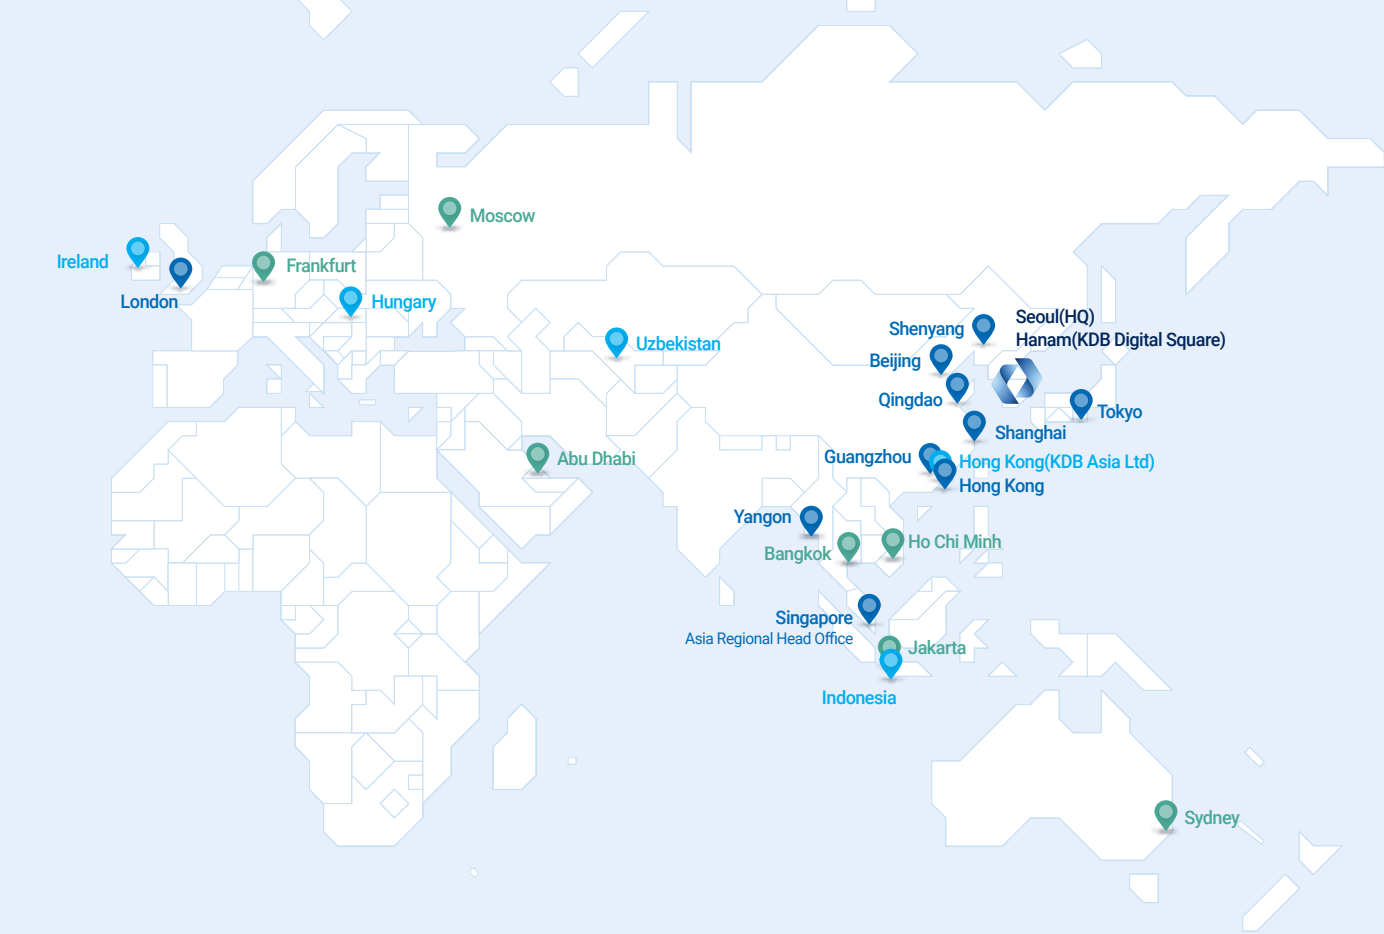 Moscow
Ireland
Frankfurt
London
Hungary
Seoul(HQ)
Shenyang
Hanam(KDB Digital Square)
Uzbekistan
Beijing
Qingdao
Tokyo
Shanghai
Abu Dhabi
Guangzhou
Hong Kong(KDB Asia Ltd)
Hong Kong
Yangon
Bangkok
Ho Chi Minh
Singapore
Asia Regional Head Office
Jakarta
Indonesia
Sydney